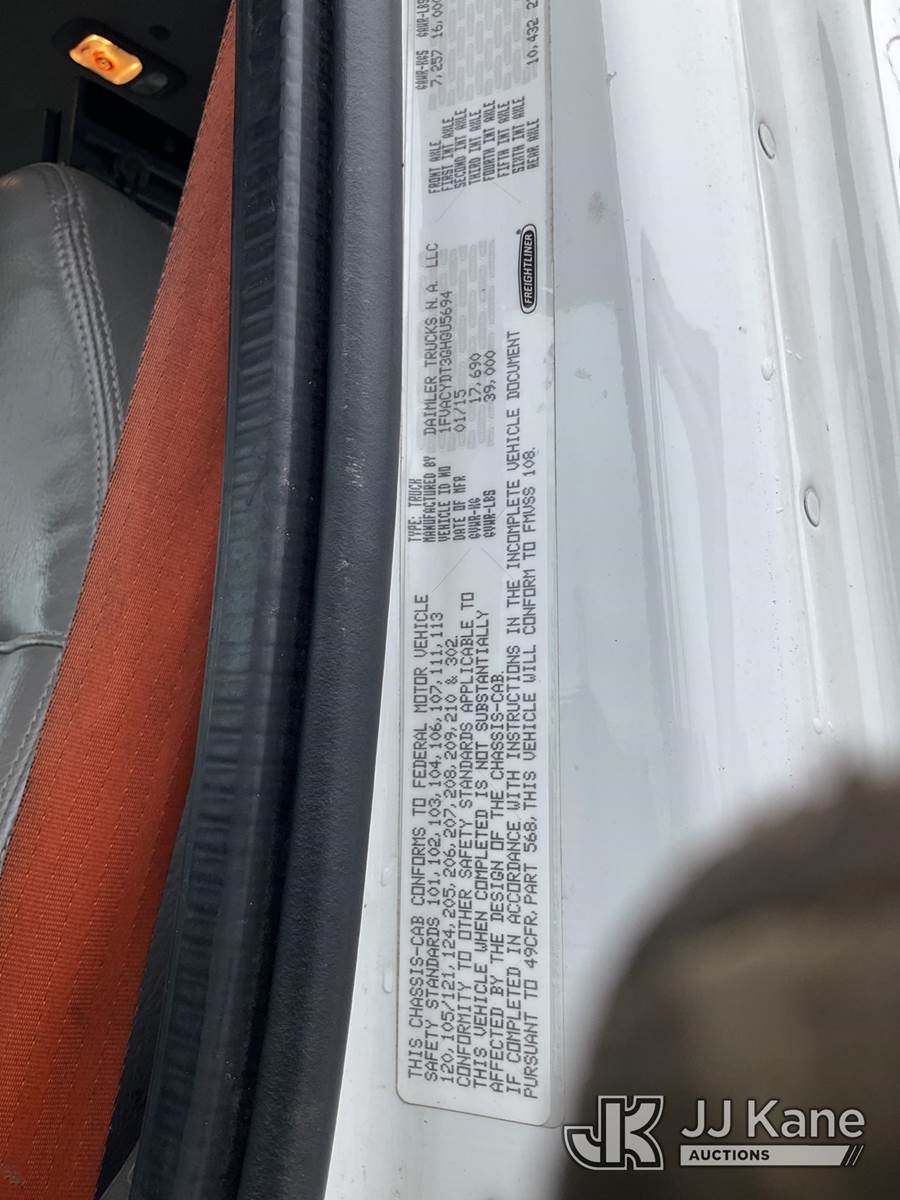 THIS CHASSIS-CAB CONFORMS TO FEDERAL MOTOR VEHICLE
SAFETY STANDARDS 101, 102, 103, 104, 106, 107, 111, 113
120, 105/121, 124, 205, 206, 207, 208, 209, 210 & 302.
CONFORMITY TO OTHER SAFETY STANDARDS APPLICABLE TO
THIS VEHICLE WHEN COMPLETED IS NOT SUBSTANTIALLY
AFFECTED BY THE DESIGN OF THE CHASSIS-CAB.
IF COMPLETED IN ACCORDANCE WITH INSTRUCTIONS IN THE INCOMPLETE VEHICLE DOCUMENT
PURSUANT TO 49CFR, PART 568, THIS VEHICLE WILL CONFORM TO FMVSS 108.
TYPE: TRUCK
MANUFACTURED BY DAIMLER TRUCKS N.A. LLC
VEHICLE ID NO 1FVACYDT3GHGU5694
DATE OF MFR 01/15
GVWR-KG 17,690
GVWR-LBS 39,000
FREIGHTLINER
GAWR-KGS GAWR-LBS
FRONT AXLE 7,257 16,000
FIRST INT AXLE
SECOND INT AXLE
THIRD INT AXLE
FOURTH INT AXLE
FIFTH INT AXLE
SIXTH INT AXLE
REAR AXLE 10,432
JK JJ Kane
AUCTIONS